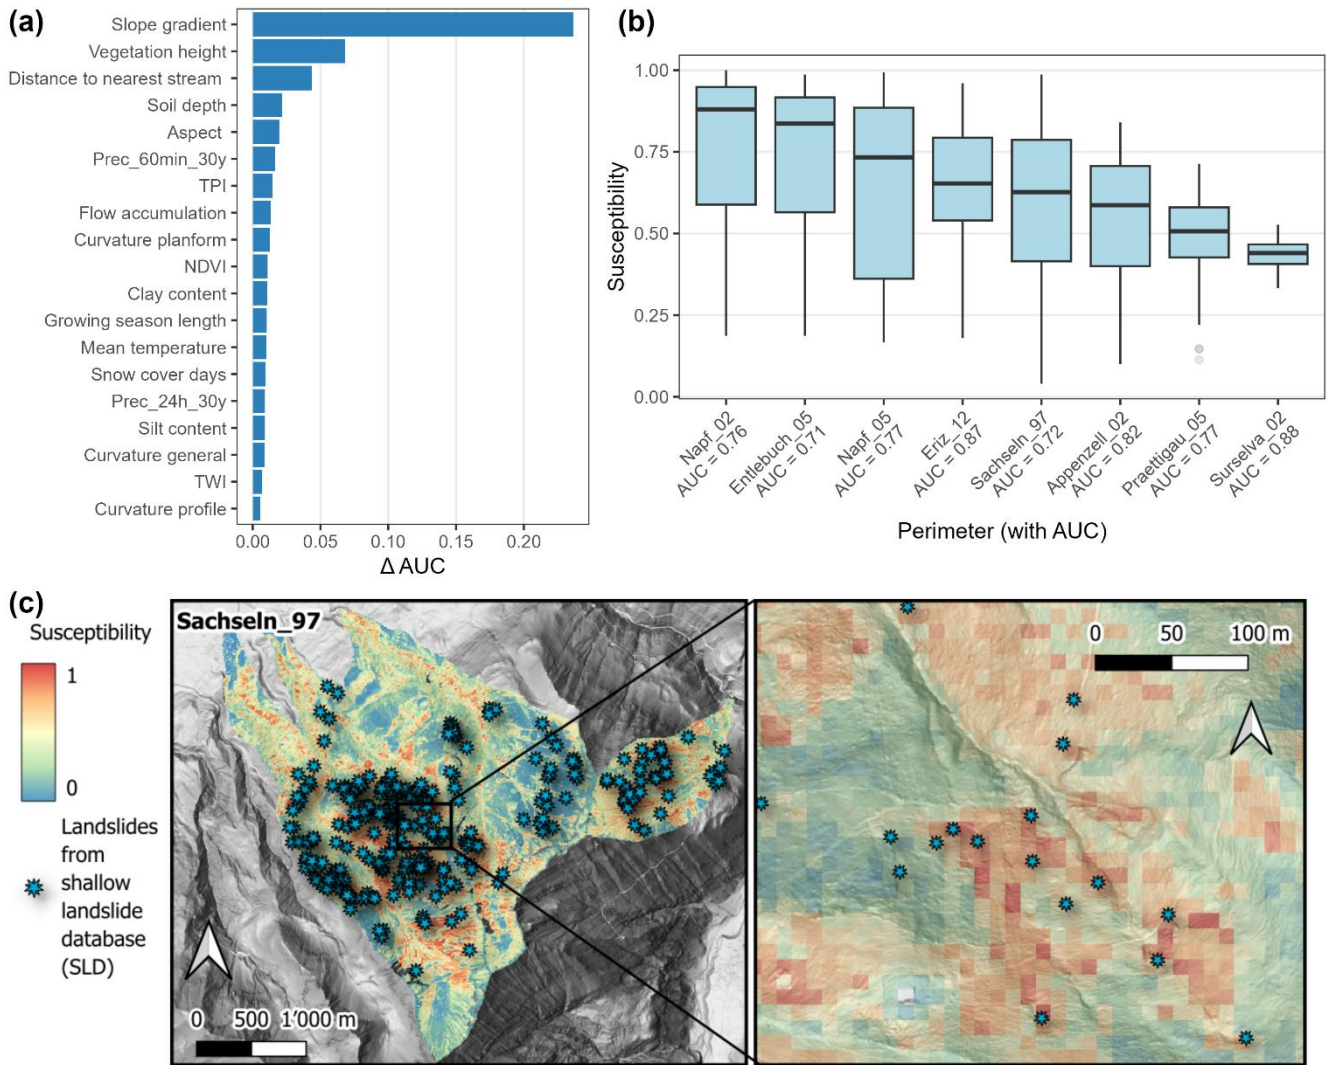 (a)
Slope gradient
Vegetation height
Distance to nearest stream
Soil depth
Aspect
Prec_60min_30y
TPI
Flow accumulation
Curvature planform
NDVI
Clay content
Growing season length
Mean temperature
Snow cover days
Prec_24h_30y
Silt content
Curvature general
TWI
Curvature profile
0.00 0.05 0.10 0.15 0.20
Δ AUC
(b)
Susceptibility
1.00
0.75
0.50
0.25
0.00
Napf_02
AUC = 0.76
Entlebuch_05
AUC = 0.71
Napf_05
AUC = 0.77
Eriz_12
AUC = 0.87
Sachseln_97
AUC = 0.72
Appenzell_02
AUC = 0.82
Praettigau_05
AUC = 0.77
Surselva_02
AUC = 0.88
Perimeter (with AUC)
(c)
Susceptibility
1
0
Landslides
from
shallow
landslide
database
(SLD)
Sachseln_97
0 500 1'000 m
0 50 100 m